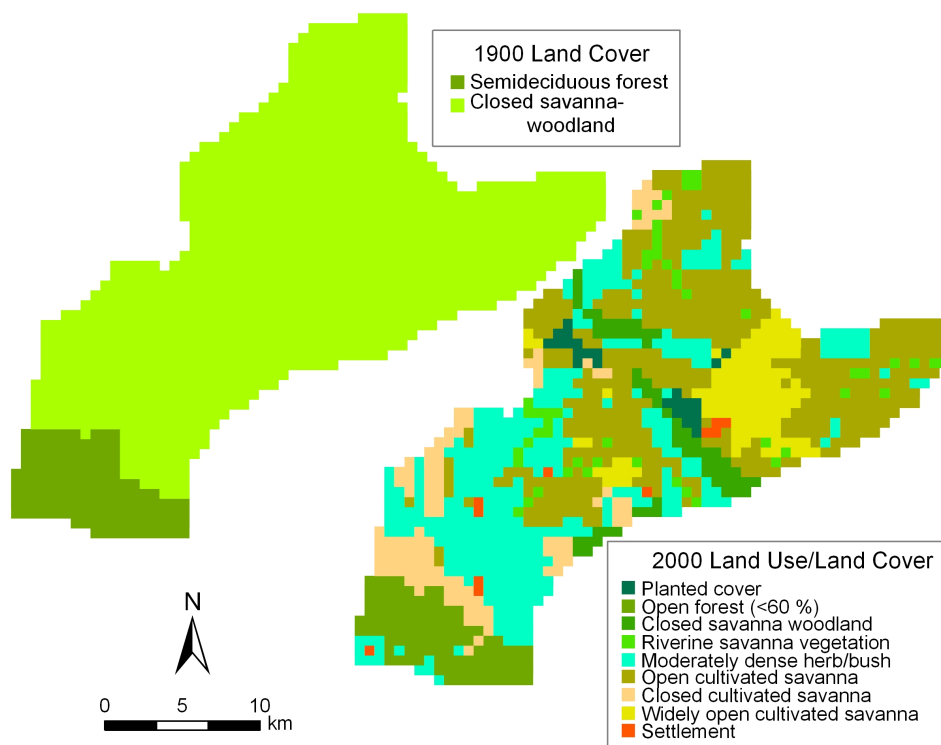 1900 Land Cover
Semideciduous forest
Closed savanna-
woodland
N
0 5 10
km
2000 Land Use/Land Cover
Planted cover
Open forest (<60 %)
Closed savanna woodland
Riverine savanna vegetation
Moderately dense herb/bush
Open cultivated savanna
Closed cultivated savanna
Widely open cultivated savanna
Settlement